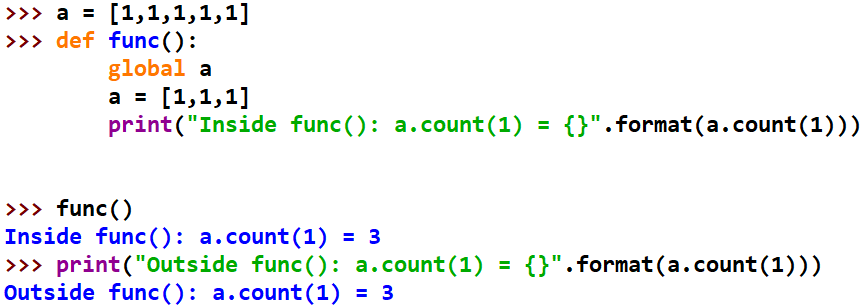 >>> a = [1,1,1,1,1]
>>> def func():
        global a
        a = [1,1,1]
        print("Inside func(): a.count(1) = {}".format(a.count(1)))
>>> func()
Inside func(): a.count(1) = 3
>>> print("Outside func(): a.count(1) = {}".format(a.count(1)))
Outside func(): a.count(1) = 3